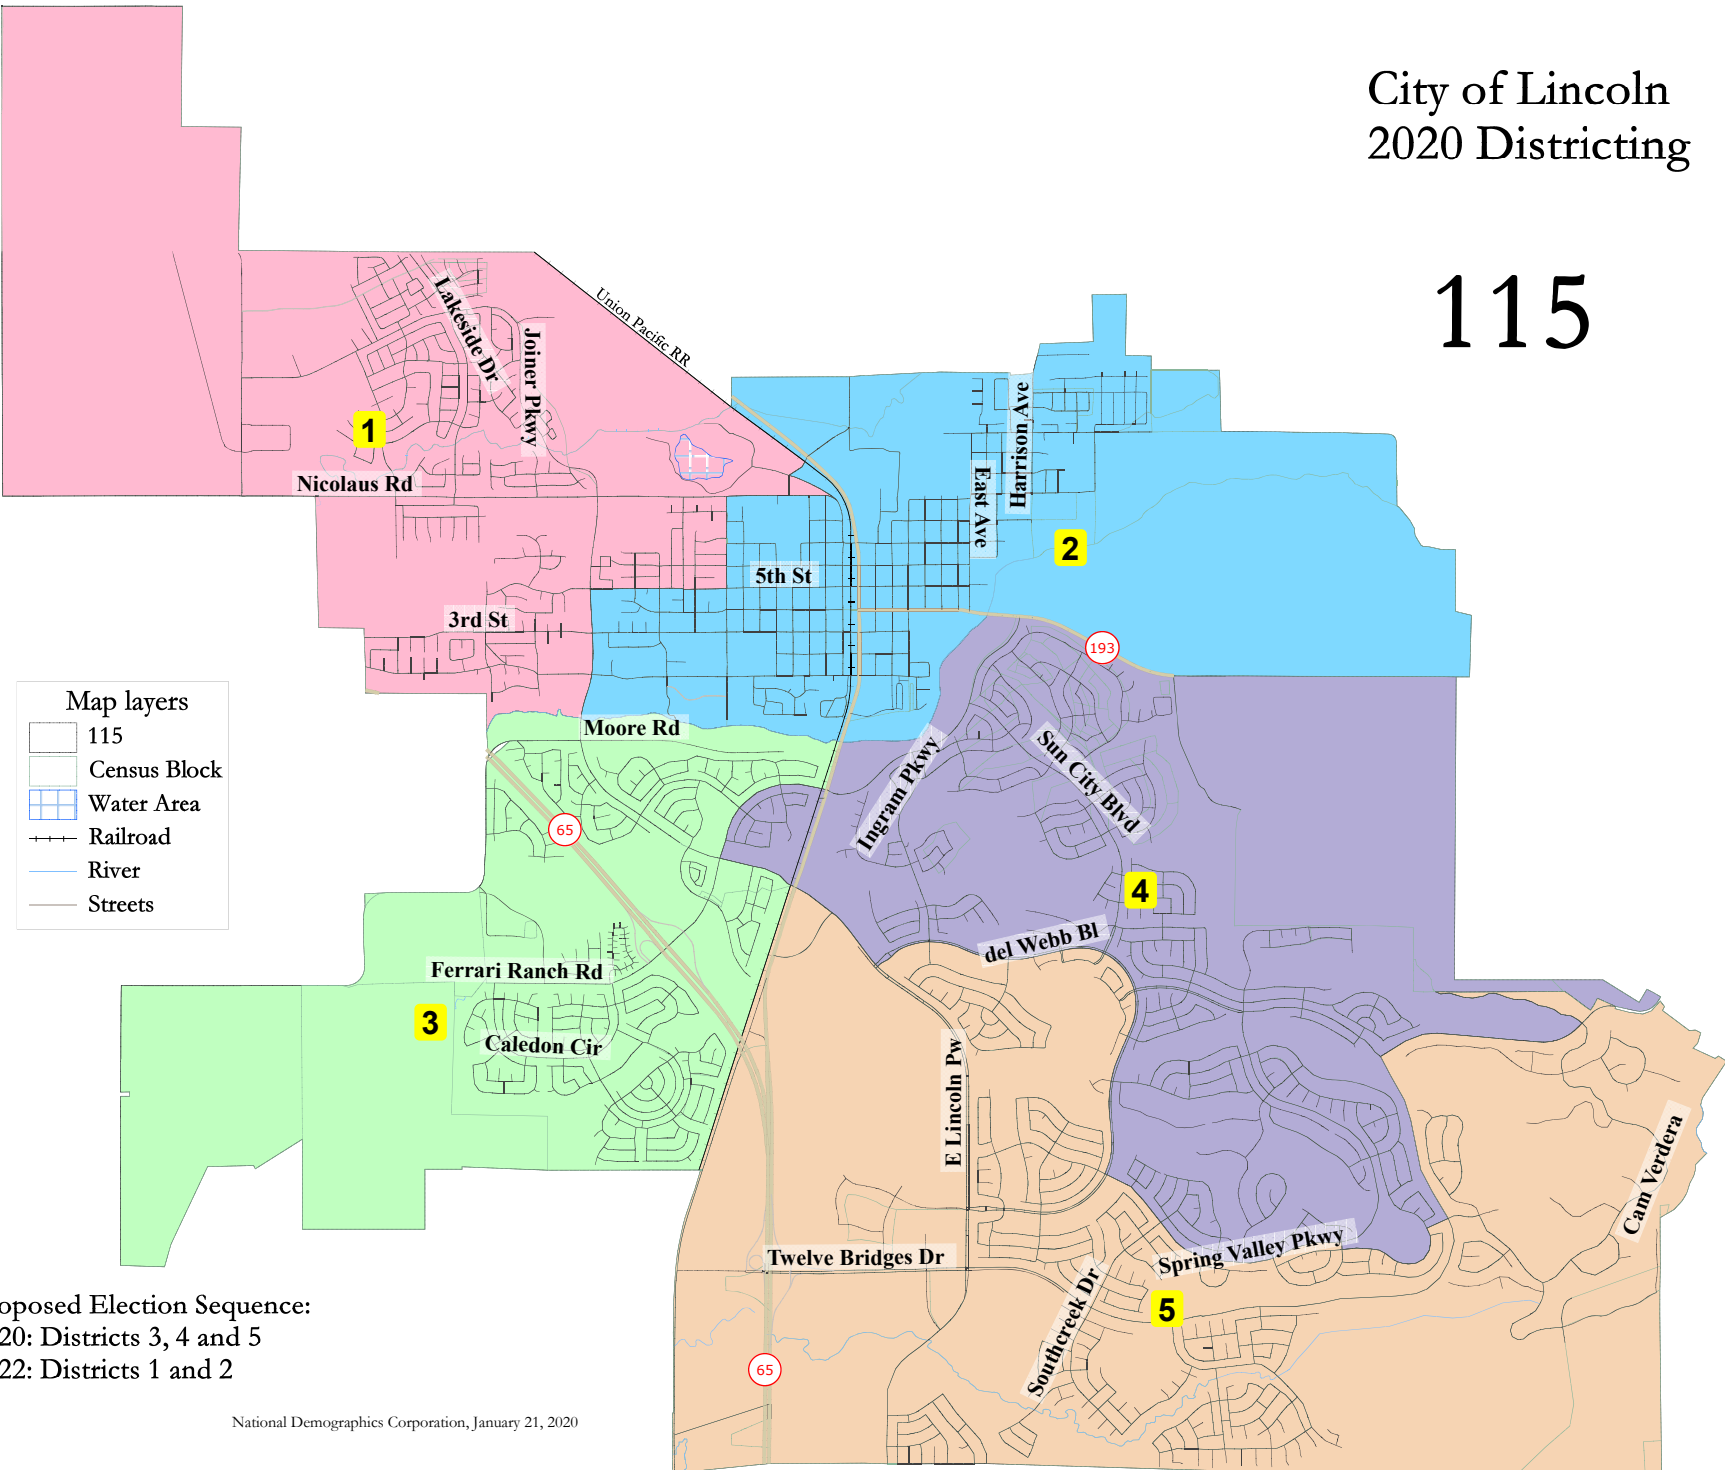 City of Lincoln
2020 Districting
115
Union Pacific RR
Lakeside Dr
Joiner Pkwy
1
Nicolaus Rd
Harrison Ave
East Ave
2
5th St
3rd St
193
Map layers
115
Census Block
Water Area
Railroad
River
Streets
Moore Rd
Ingram Pkwy
Sun City Blvd
65
4
del Webb Bl
Ferrari Ranch Rd
3
Caledon Cir
E Lincoln Pw
Cam Verdera
Twelve Bridges Dr
Spring Valley Pkwy
5
Southcreek Dr
65
oposed Election Sequence:
20: Districts 3, 4 and 5
22: Districts 1 and 2
National Demographics Corporation, January 21, 2020